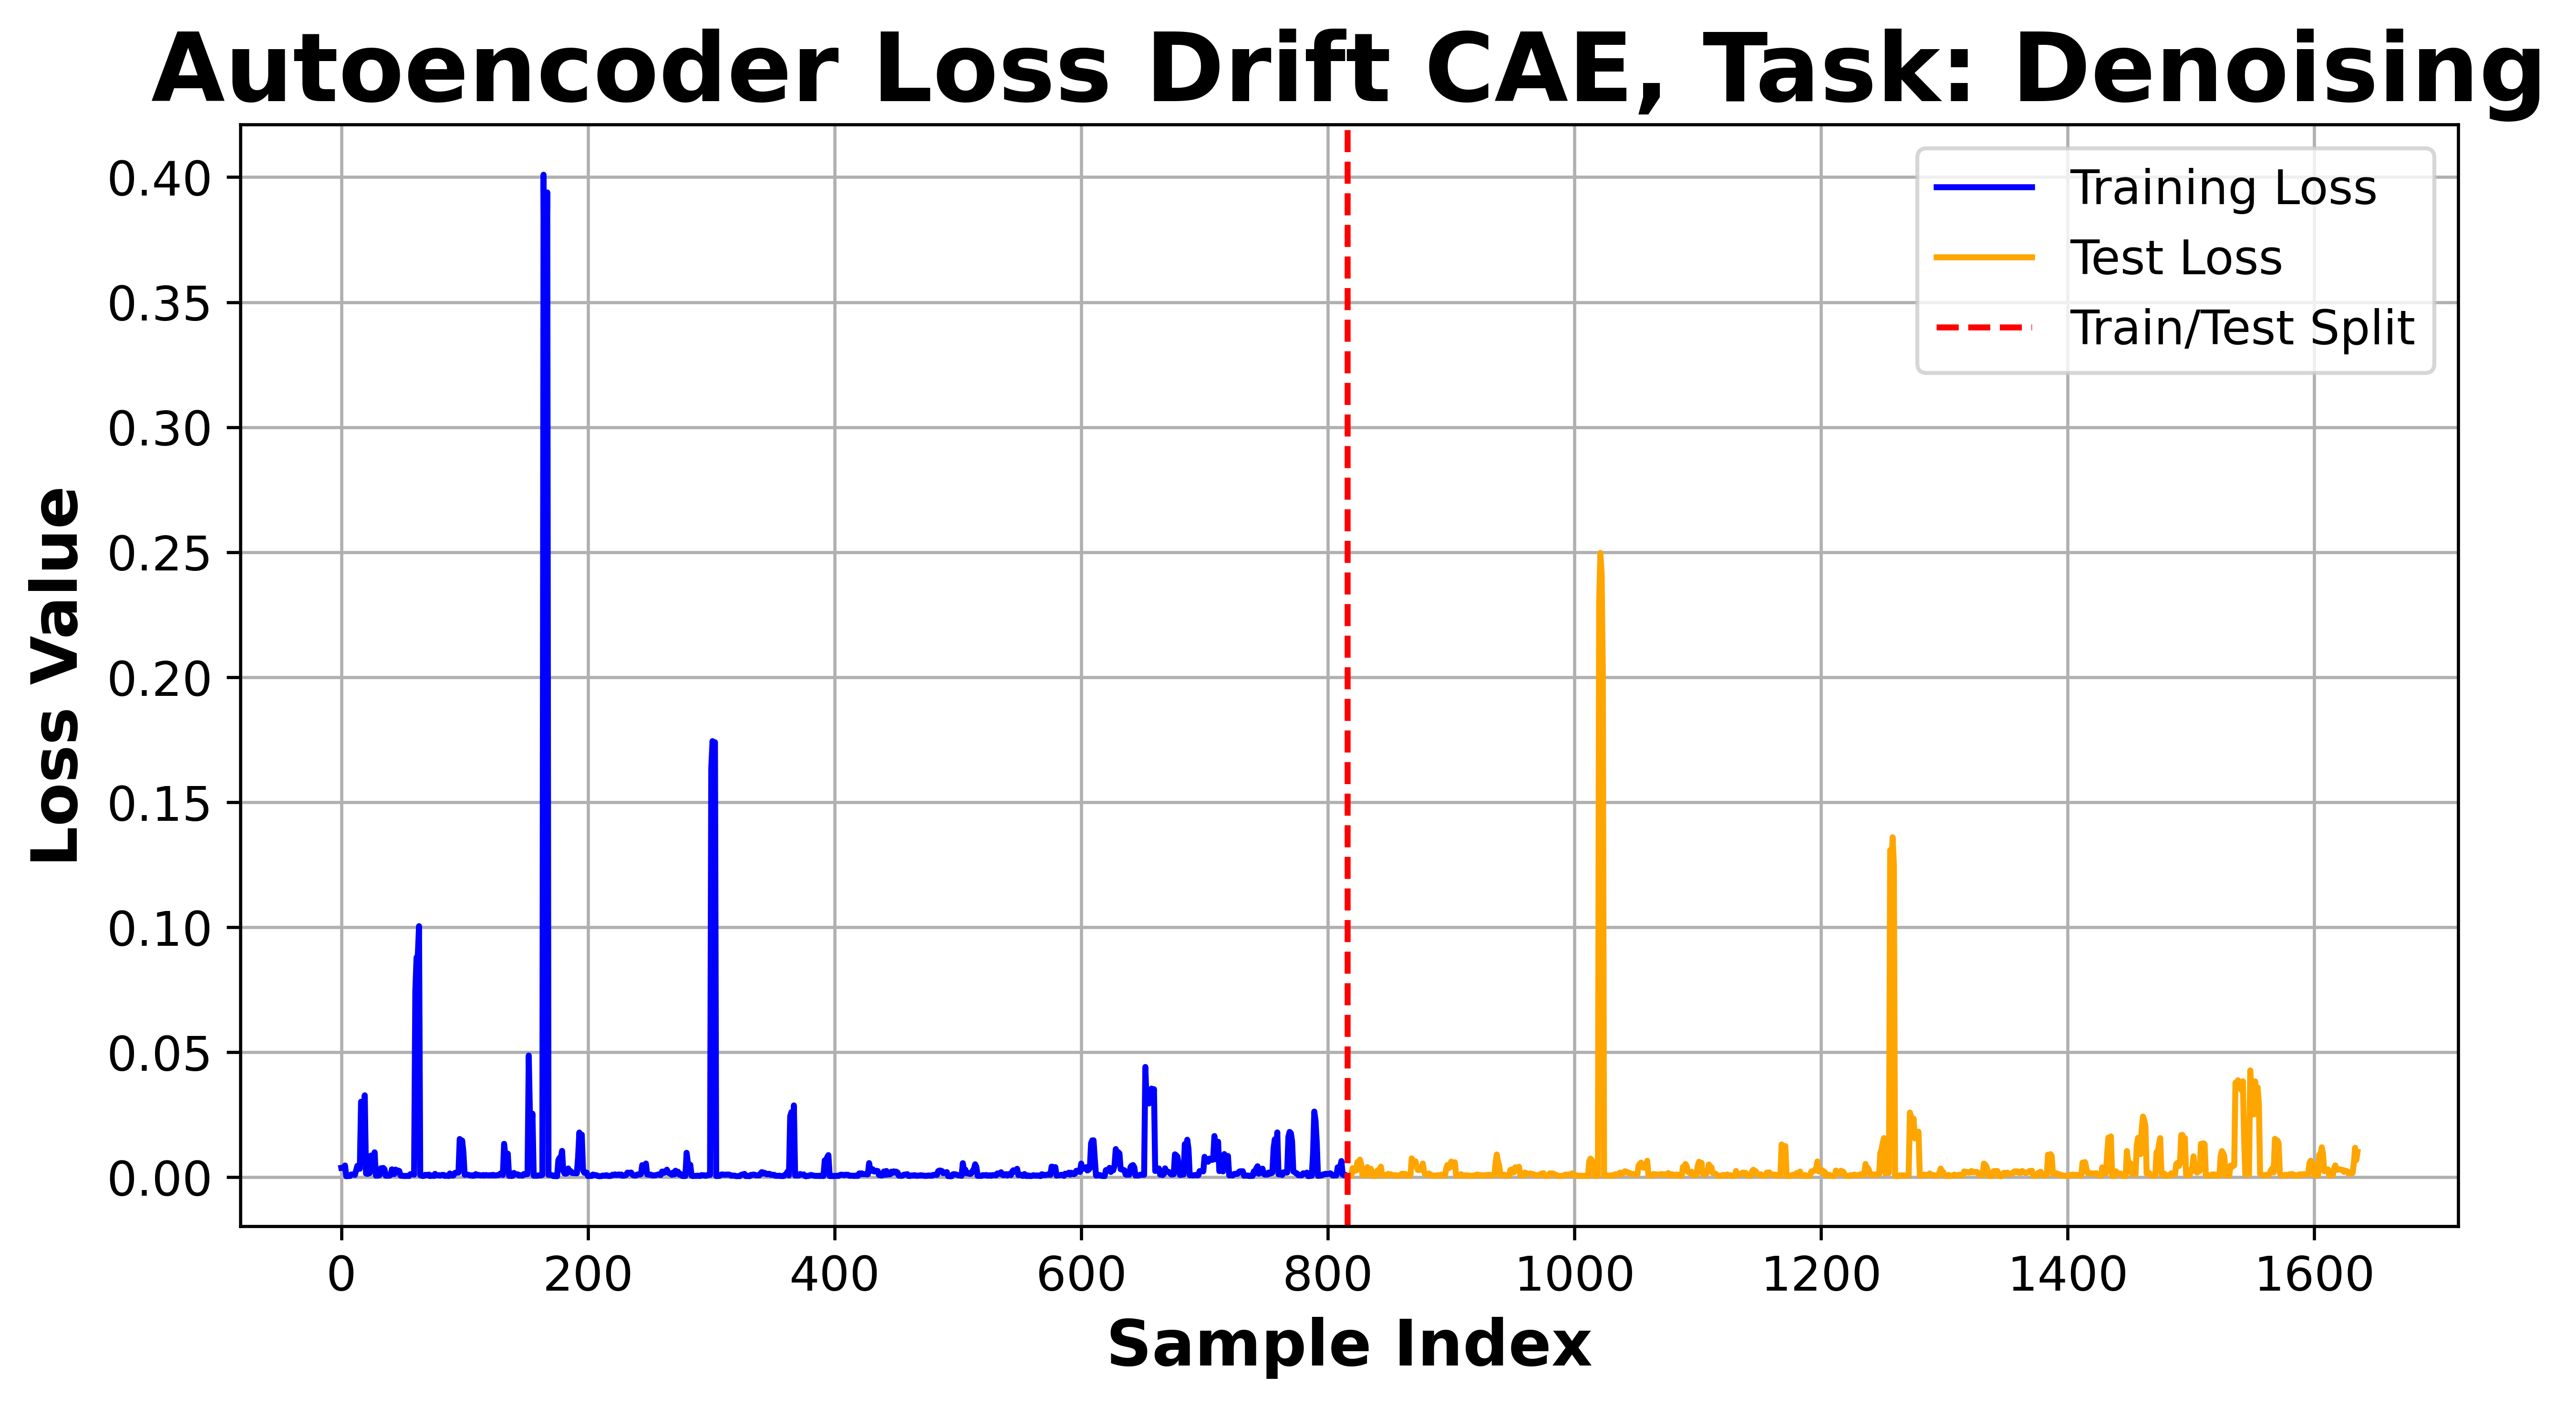 Autoencoder Loss Drift CAE, Task: Denoising
Training Loss
Test Loss
Train/Test Split
Loss Value
0.40
0.35
0.30
0.25
0.20
0.15
0.10
0.05
0.00
0 200 400 600 800 1000 1200 1400 1600
Sample Index